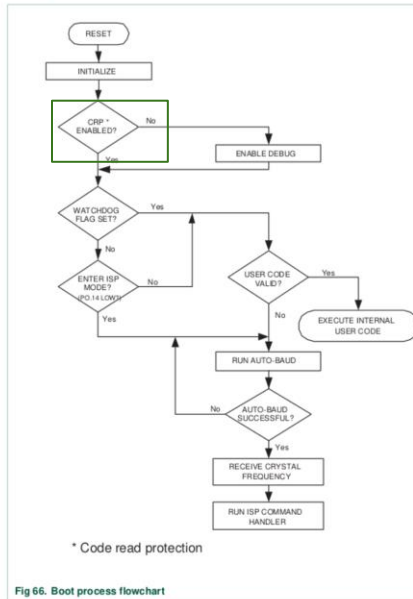 RESET
INITIALIZE
CRP *
ENABLED?
No
ENABLE DEBUG
Yes
WATCHDOG
FLAG SET?
Yes
No
ENTER ISP
MODE?
(PO.14 LOW?)
No
Yes
USER CODE
VALID?
Yes
No
EXECUTE INTERNAL
USER CODE
RUN AUTO-BAUD
AUTO-BAUD
SUCCESSFUL?
No
Yes
RECEIVE CRYSTAL
FREQUENCY
RUN ISP COMMAND
HANDLER
* Code read protection
Fig 66. Boot process flowchart